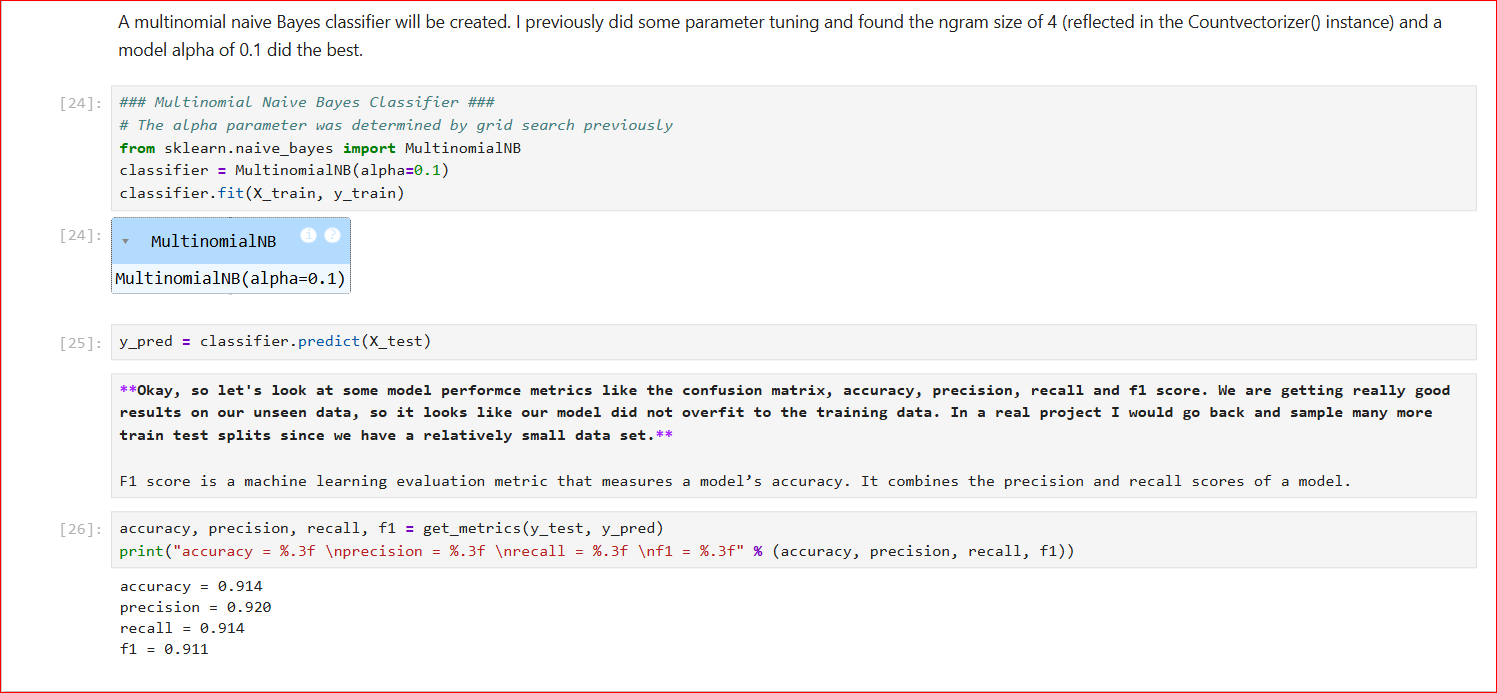 A multinomial naive Bayes classifier will be created. I previously did some parameter tuning and found the ngram size of 4 (reflected in the Countvectorizer() instance) and a
model alpha of 0.1 did the best.
[24]:
### Multinomial Naive Bayes Classifier ###
# The alpha parameter was determined by grid search previously
from sklearn.naive_bayes import MultinomialNB
classifier = MultinomialNB(alpha=0.1)
classifier.fit(X_train, y_train)
[24]:
MultinomialNB i ?
MultinomialNB(alpha=0.1)
[25]:
y_pred = classifier.predict(X_test)
**Okay, so let's look at some model performce metrics like the confusion matrix, accuracy, precision, recall and f1 score. We are getting really good
results on our unseen data, so it looks like our model did not overfit to the training data. In a real project I would go back and sample many more
train test splits since we have a relatively small data set.**
F1 score is a machine learning evaluation metric that measures a model’s accuracy. It combines the precision and recall scores of a model.
[26]:
accuracy, precision, recall, f1 = get_metrics(y_test, y_pred)
print("accuracy = %.3f \nprecision = %.3f \nrecall = %.3f \nf1 = %.3f" % (accuracy, precision, recall, f1))
accuracy = 0.914
precision = 0.920
recall = 0.914
f1 = 0.911